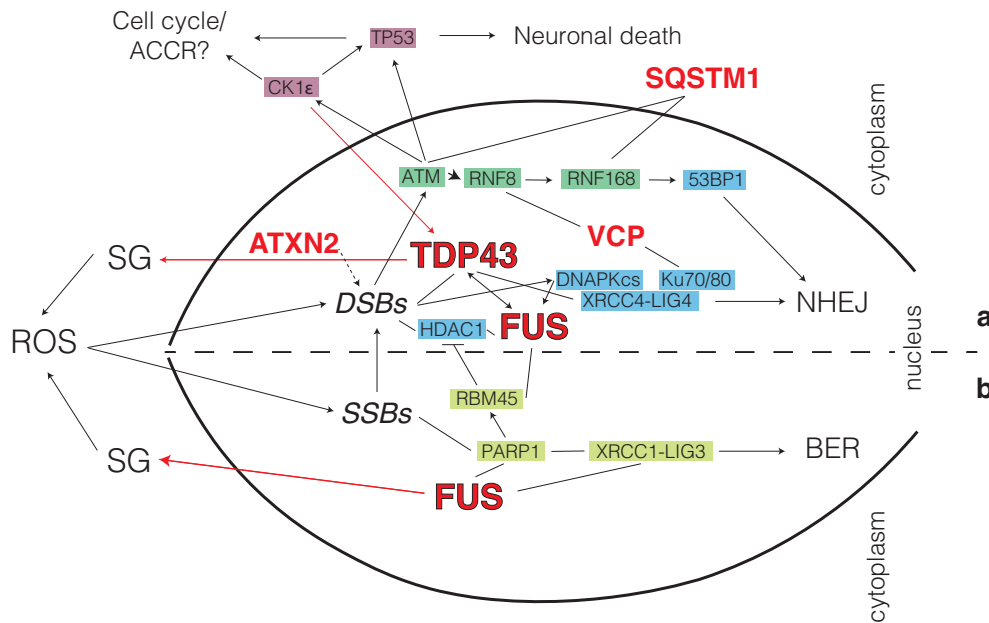 Cell cycle/
ACCR?
TP53
Neuronal death
CK1ε
SQSTM1
cytoplasm
ATM
RNF8
RNF168
53BP1
ATXN2
VCP
SG
TDP43
DNAPKcs
Ku70/80
DSBs
XRCC4-LIG4
NHEJ
ROS
HDAC1
FUS
a
nucleus
b
RBM45
SSBs
SG
PARP1
XRCC1-LIG3
BER
FUS
cytoplasm